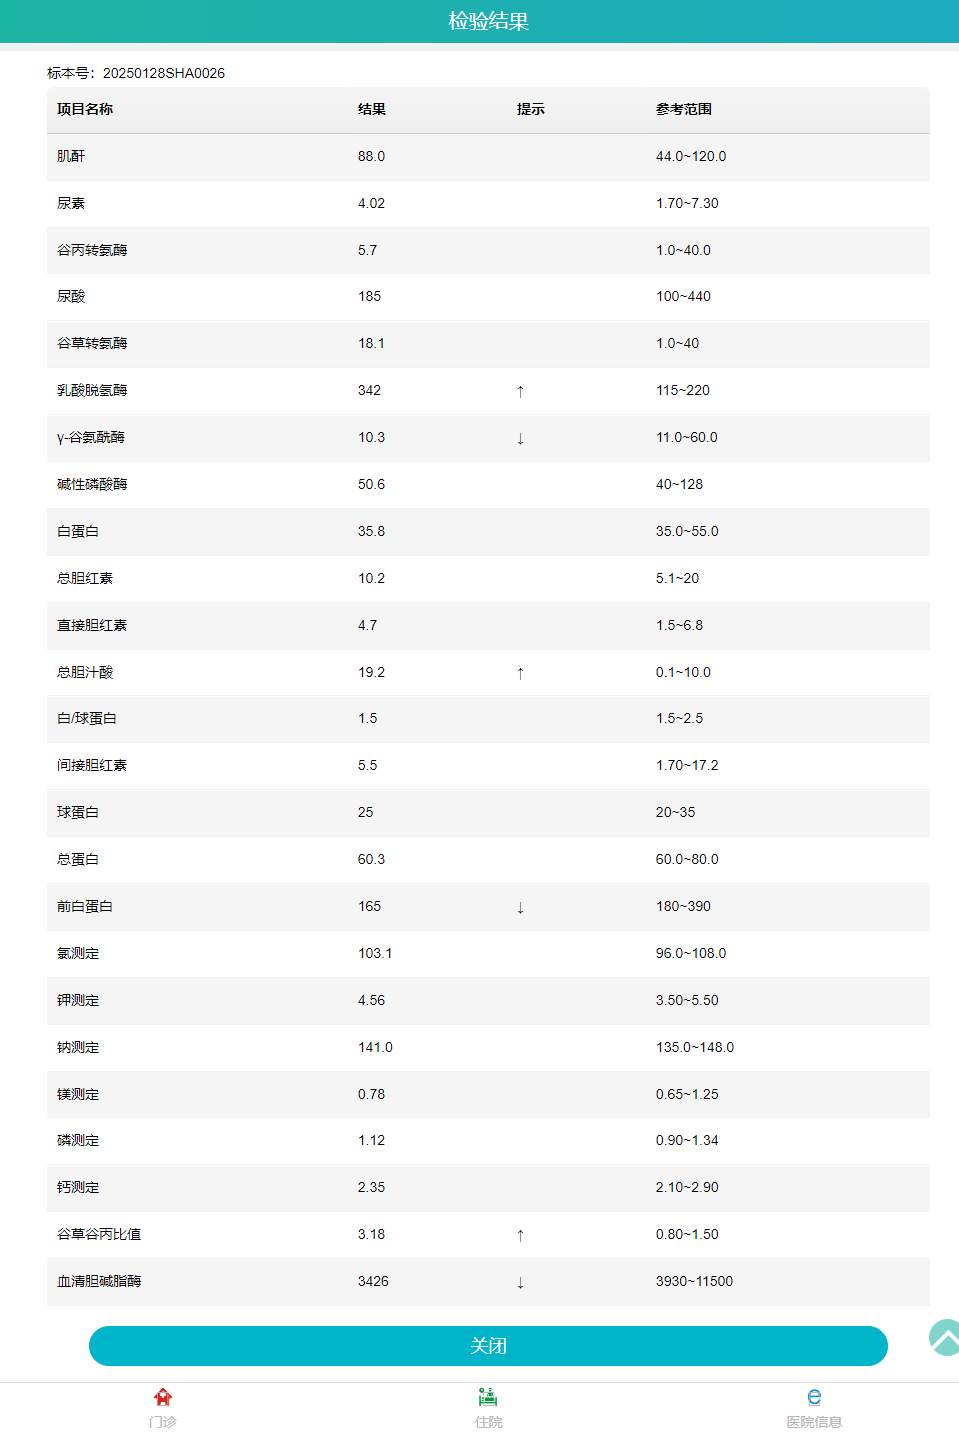 检验结果
标本号：20250128SHA0026
项目名称 结果 提示 参考范围
肌酐 88.0 44.0~120.0
尿素 4.02 1.70~7.30
谷丙转氨酶 5.7 1.0~40.0
尿酸 185 100~440
谷草转氨酶 18.1 1.0~40
乳酸脱氢酶 342 ↑ 115~220
γ-谷氨酰酶 10.3 ↓ 11.0~60.0
碱性磷酸酶 50.6 40~128
白蛋白 35.8 35.0~55.0
总胆红素 10.2 5.1~20
直接胆红素 4.7 1.5~6.8
总胆汁酸 19.2 ↑ 0.1~10.0
白/球蛋白 1.5 1.5~2.5
间接胆红素 5.5 1.70~17.2
球蛋白 25 20~35
总蛋白 60.3 60.0~80.0
前白蛋白 165 ↓ 180~390
氯测定 103.1 96.0~108.0
钾测定 4.56 3.50~5.50
钠测定 141.0 135.0~148.0
镁测定 0.78 0.65~1.25
磷测定 1.12 0.90~1.34
钙测定 2.35 2.10~2.90
谷草谷丙比值 3.18 ↑ 0.80~1.50
血清胆碱脂酶 3426 ↓ 3930~11500
关闭
门诊 住院 医院信息